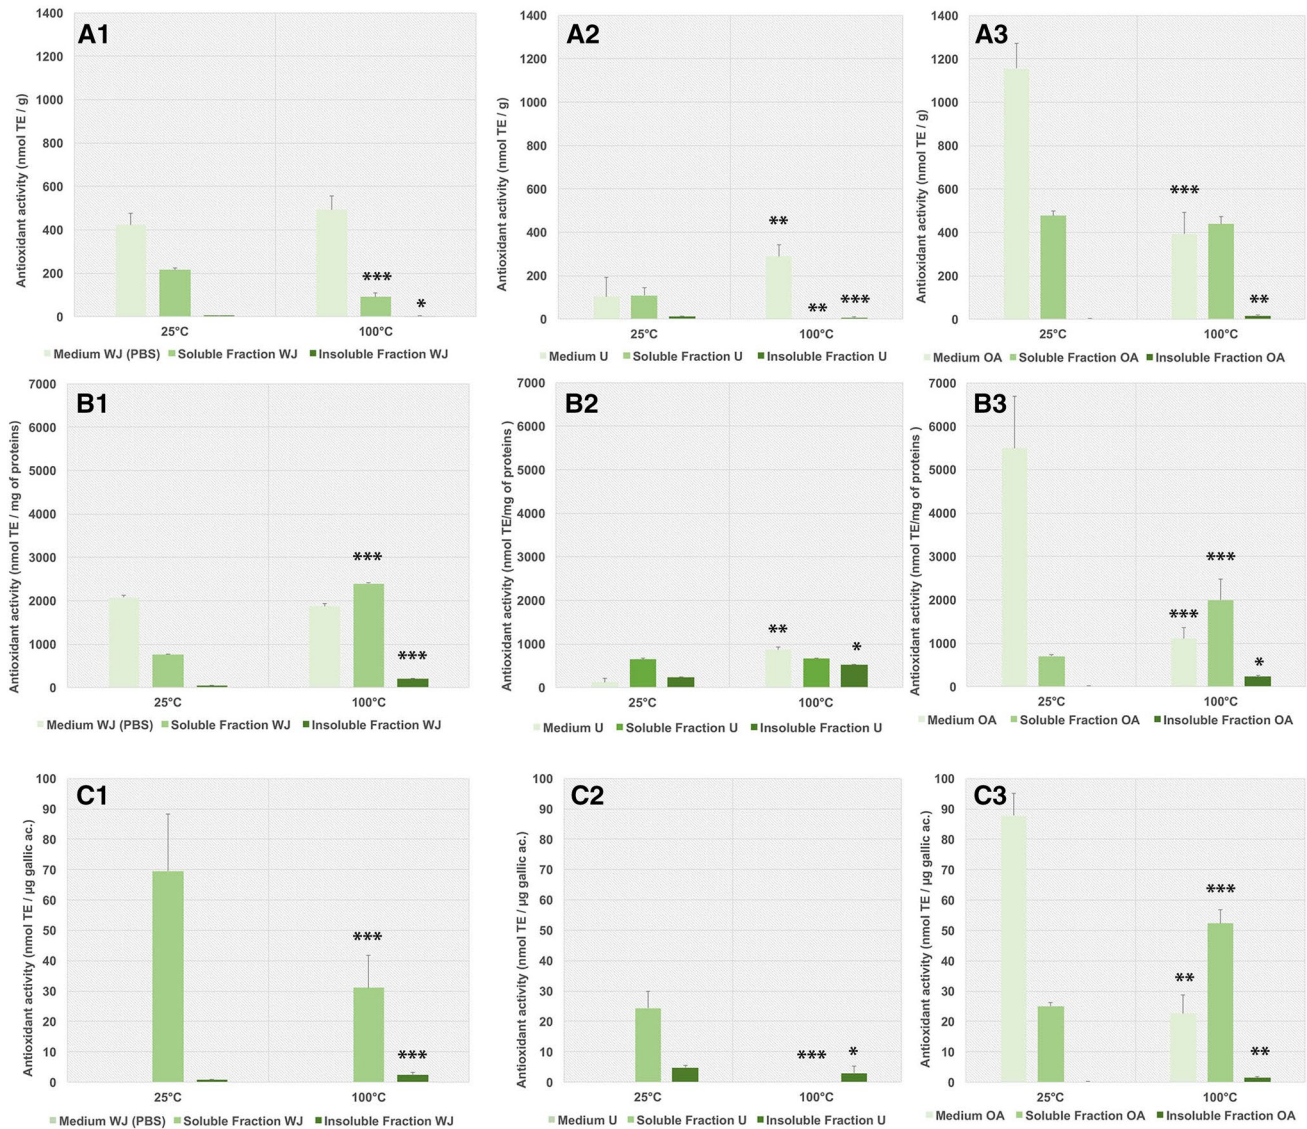 A1
Antioxidant activity (nmol TE / g)
1400
1200
1000
800
600
400
200
0
***
*
25°C 100°C
Medium WJ (PBS) Soluble Fraction WJ Insoluble Fraction WJ
A2
Antioxidant activity (nmol TE / g)
1400
1200
1000
800
600
400
200
0
**
**
***
25°C 100°C
Medium U Soluble Fraction U Insoluble Fraction U
A3
Antioxidant activity (nmol TE / g)
1400
1200
1000
800
600
400
200
0
***
**
25°C 100°C
Medium OA Soluble Fraction OA Insoluble Fraction OA
B1
Antioxidant activity (nmol TE / mg of proteins)
7000
6000
5000
4000
3000
2000
1000
0
***
***
25°C 100°C
Medium WJ (PBS) Soluble Fraction WJ Insoluble Fraction WJ
B2
Antioxidant activity (nmol TE/mg of proteins )
7000
6000
5000
4000
3000
2000
1000
0
**
*
25°C 100°C
Medium U Soluble Fraction U Insoluble Fraction U
B3
Antioxidant activity (nmol TE/mg of proteins )
7000
6000
5000
4000
3000
2000
1000
0
***
***
*
25°C 100°C
Medium OA Soluble Fraction OA Insoluble Fraction OA
C1
Antioxidant activity (nmol TE / µg gallic ac.)
100
90
80
70
60
50
40
30
20
10
0
***
***
25°C 100°C
Medium WJ (PBS) Soluble Fraction WJ Insoluble Fraction WJ
C2
Antioxidant activity (nmol TE / µg gallic ac.)
100
90
80
70
60
50
40
30
20
10
0
***
*
25°C 100°C
Medium U Soluble Fraction U Insoluble Fraction U
C3
Antioxidant activity (nmol TE / µg gallic ac.)
100
90
80
70
60
50
40
30
20
10
0
**
***
**
25°C 100°C
Medium OA Soluble Fraction OA Insoluble Fraction OA